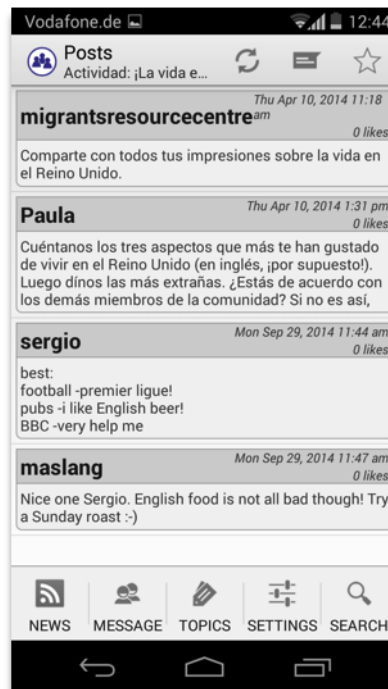 Vodafone.de 12:44
Posts
Actividad: ¡La vida e...
migrantsresourcecentre
Thu Apr 10, 2014 11:18
am
0 likes
Comparte con todos tus impresiones sobre la vida en
el Reino Unido.
Paula
Thu Apr 10, 2014 1:31 pm
0 likes
Cuéntanos los tres aspectos que más te han gustado
de vivir en el Reino Unido (en inglés, ¡por supuesto!).
Luego dínos las más extrañas. ¿Estás de acuerdo con
los demás miembros de la comunidad? Si no es así,
sergio
Mon Sep 29, 2014 11:44 am
0 likes
best:
football -premier ligue!
pubs -i like English beer!
BBC -very help me
maslang
Mon Sep 29, 2014 11:47 am
0 likes
Nice one Sergio. English food is not all bad though! Try
a Sunday roast :-)
NEWS MESSAGE TOPICS SETTINGS SEARCH